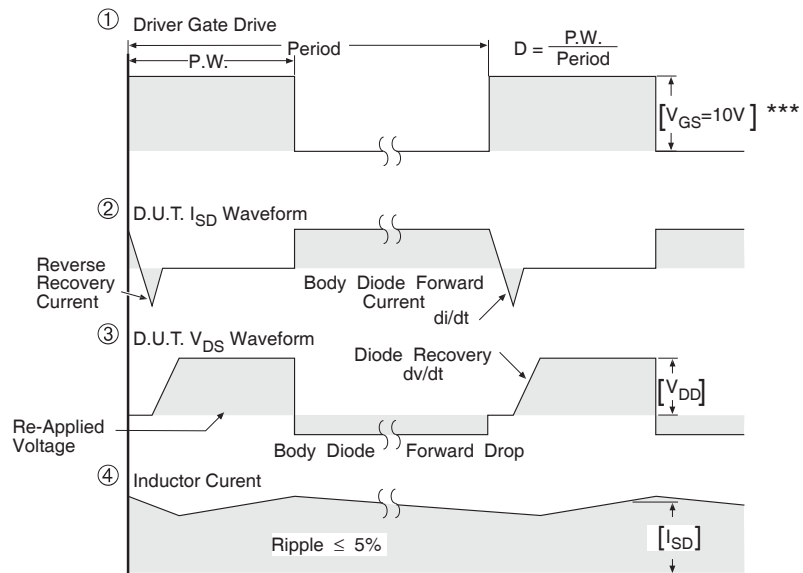 ① Driver Gate Drive
P.W.
Period
D = P.W. / Period
[VGS=10V] ***
② D.U.T. ISD Waveform
Reverse
Recovery
Current
Body Diode Forward
Current
di/dt
③ D.U.T. VDS Waveform
Diode Recovery
dv/dt
[VDD]
Re-Applied
Voltage
Body Diode Forward Drop
④ Inductor Curent
Ripple ≤ 5%
[ISD]